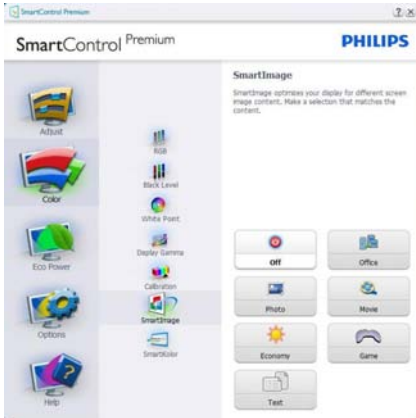 SmartControl Premium
SmartControl Premium
PHILIPS
Adjust
Color
Eco Power
Options
Help
RGB
Black Level
White Point
Display Gamma
Calibration
SmartImage
SmartKolor
SmartImage
SmartImage optimizes your display for different screen
image content. Make a selection that matches the
content.
Off
Office
Photo
Movie
Economy
Game
Text